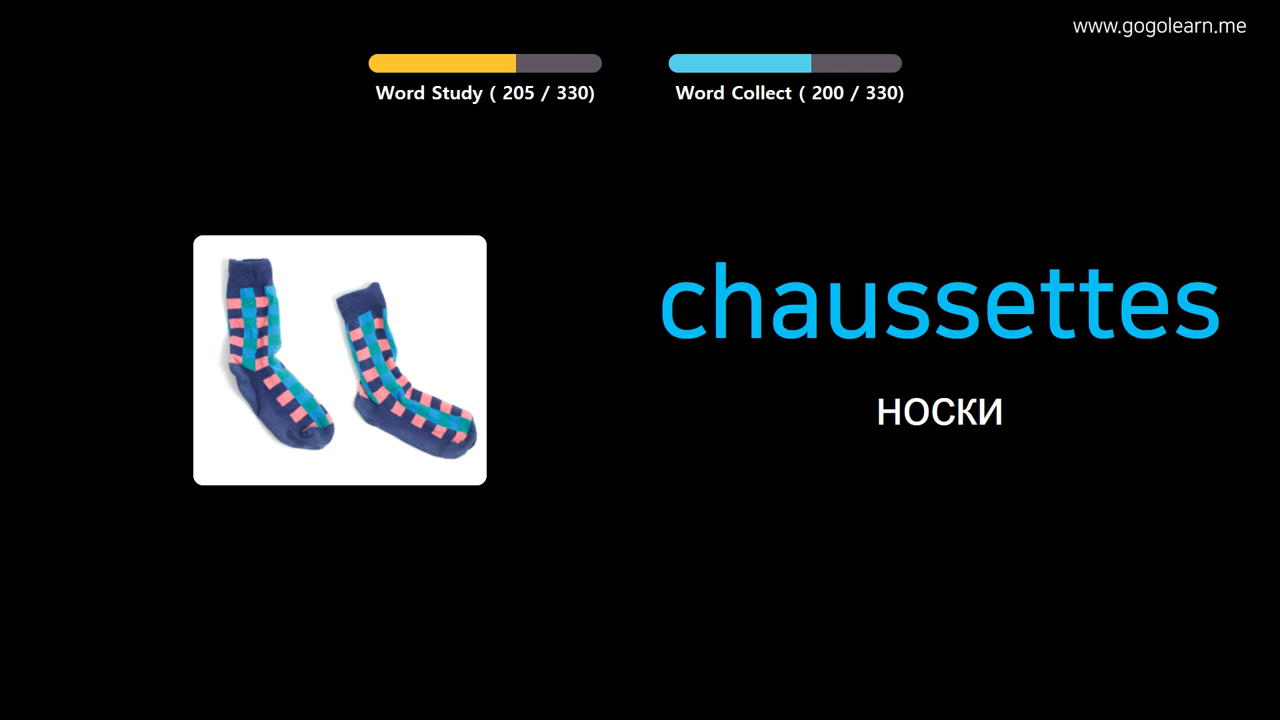 www.gogolearn.me
Word Study ( 205 / 330)
Word Collect ( 200 / 330)
chaussettes
носки